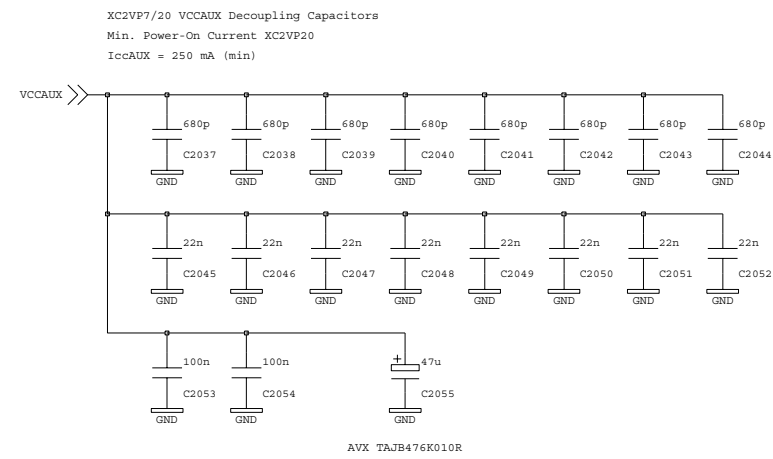 XC2VP7/20 VCCAUX Decoupling Capacitors
Min. Power-On Current XC2VP20
IccAUX = 250 mA (min)
VCCAUX
680p 680p 680p 680p 680p 680p 680p 680p
C2037 C2038 C2039 C2040 C2041 C2042 C2043 C2044
GND GND GND GND GND GND GND GND
22n 22n 22n 22n 22n 22n 22n 22n
C2045 C2046 C2047 C2048 C2049 C2050 C2051 C2052
GND GND GND GND GND GND GND GND
100n 100n + 47u
C2053 C2054 C2055
GND GND GND
AVX TAJB476K010R